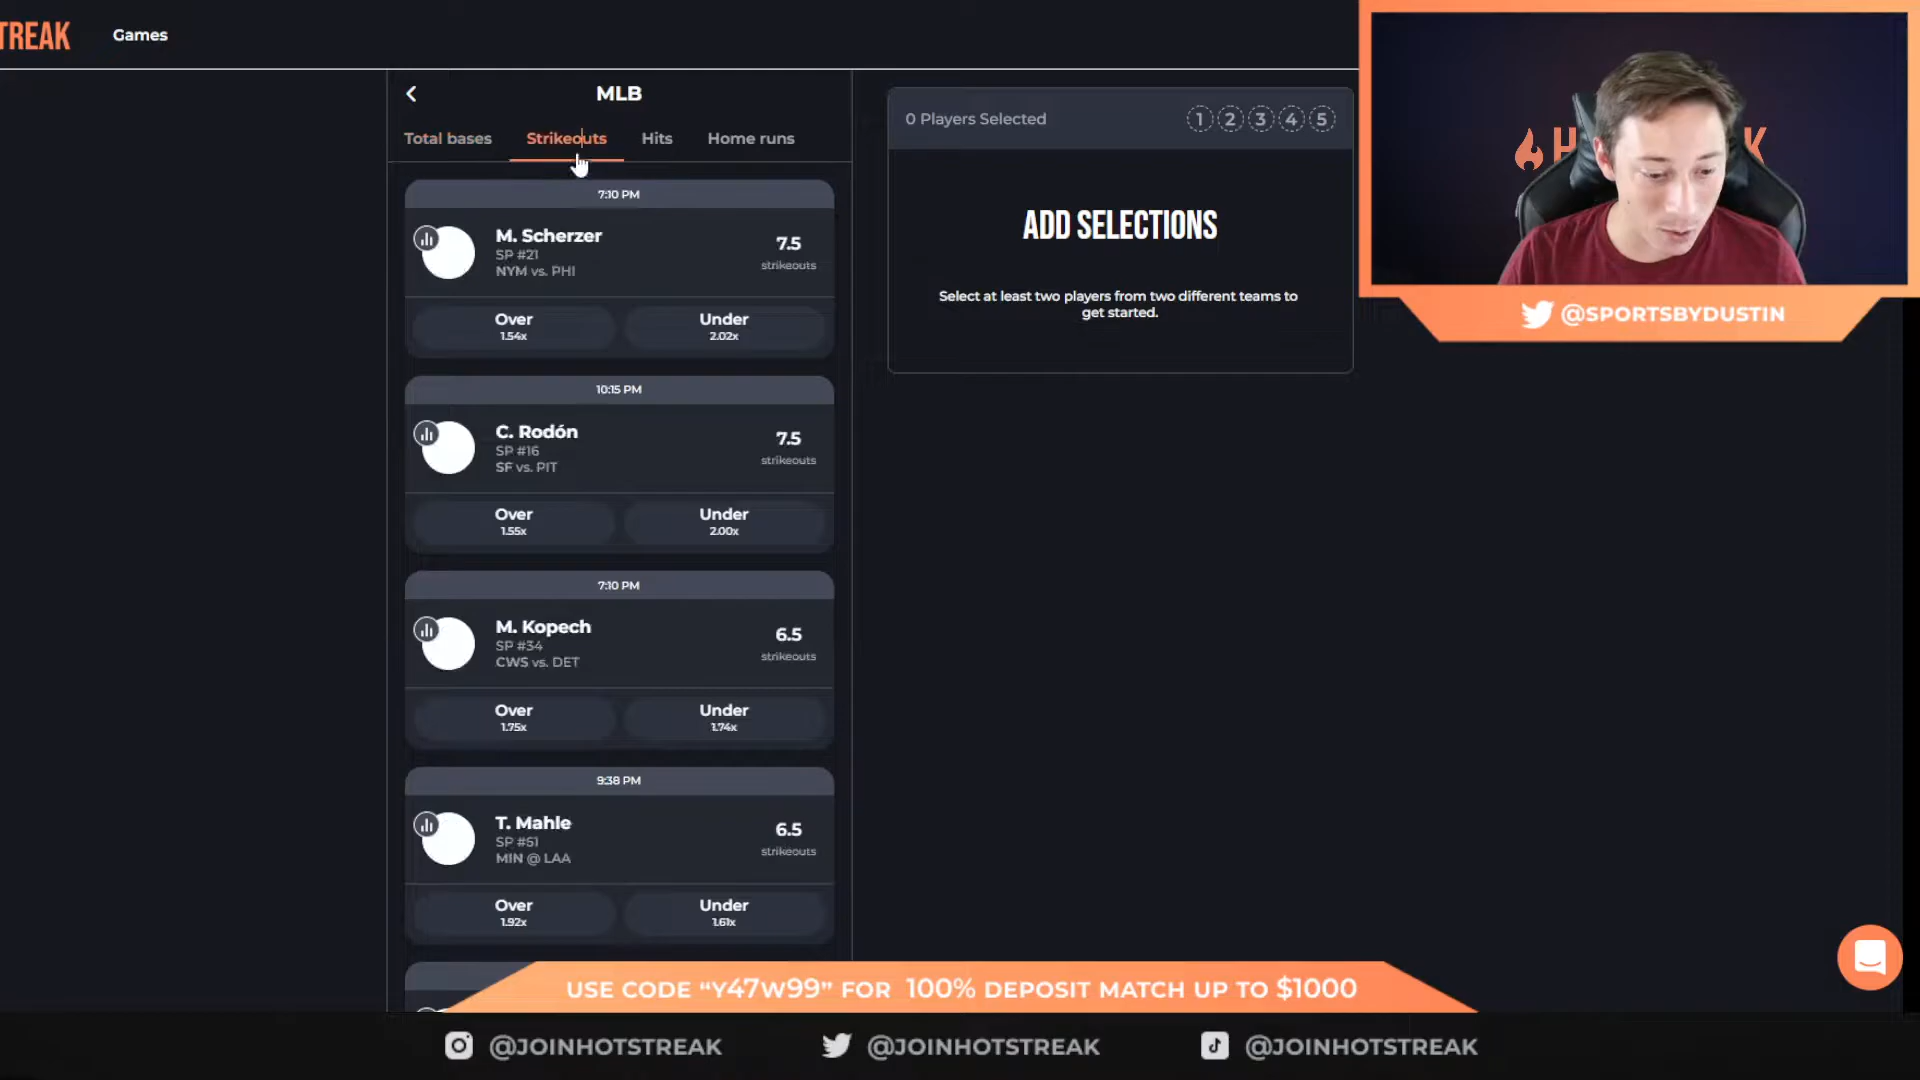 TREAK
Games
MLB
Total bases
Strikeouts
Hits
Home runs
7:10 PM
M. Scherzer
SP #21
NYM vs. PHI
7.5
strikeouts
Over
1.54x
Under
2.02x
10:15 PM
C. Rodón
SP #16
SF vs. PIT
7.5
strikeouts
Over
1.55x
Under
2.00x
7:10 PM
M. Kopech
SP #34
CWS vs. DET
6.5
strikeouts
Over
1.75x
Under
1.74x
9:38 PM
T. Mahle
SP #51
MIN @ LAA
6.5
strikeouts
Over
1.92x
Under
1.61x
0 Players Selected
1 2 3 4 5
ADD SELECTIONS
Select at least two players from two different teams to
get started.
H K
@SPORTSBYDUSTIN
USE CODE “Y47W99” FOR 100% DEPOSIT MATCH UP TO $1000
@JOINHOTSTREAK
@JOINHOTSTREAK
@JOINHOTSTREAK